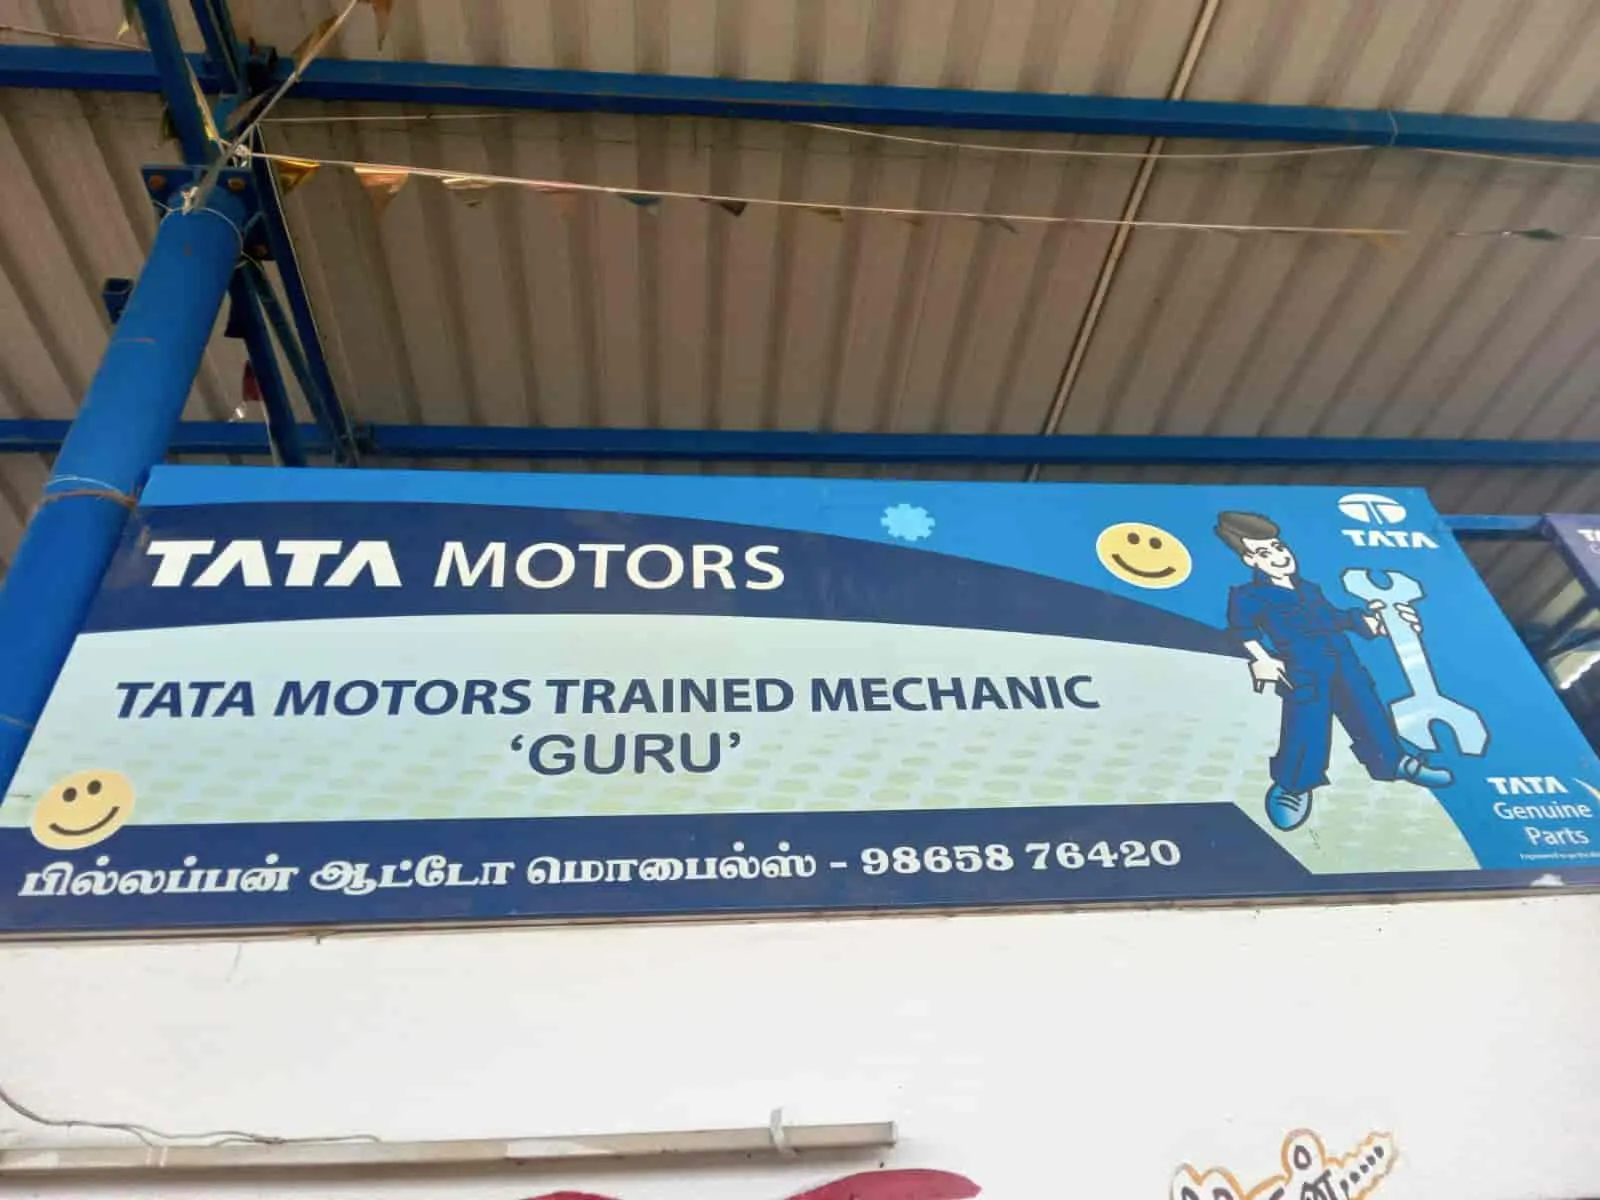 TATA MOTORS
TATA
TATA MOTORS TRAINED MECHANIC
'GURU'
TATA
Genuine
Parts
பில்லப்பன் ஆட்டோ மொபைல்ஸ் - 98658 76420